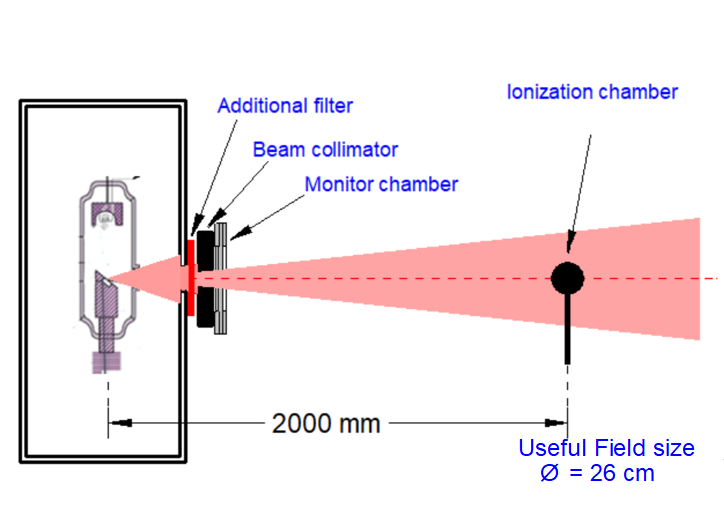 Ionization chamber
Additional filter
Beam collimator
Monitor chamber
2000 mm
Useful Field size
Ø = 26 cm